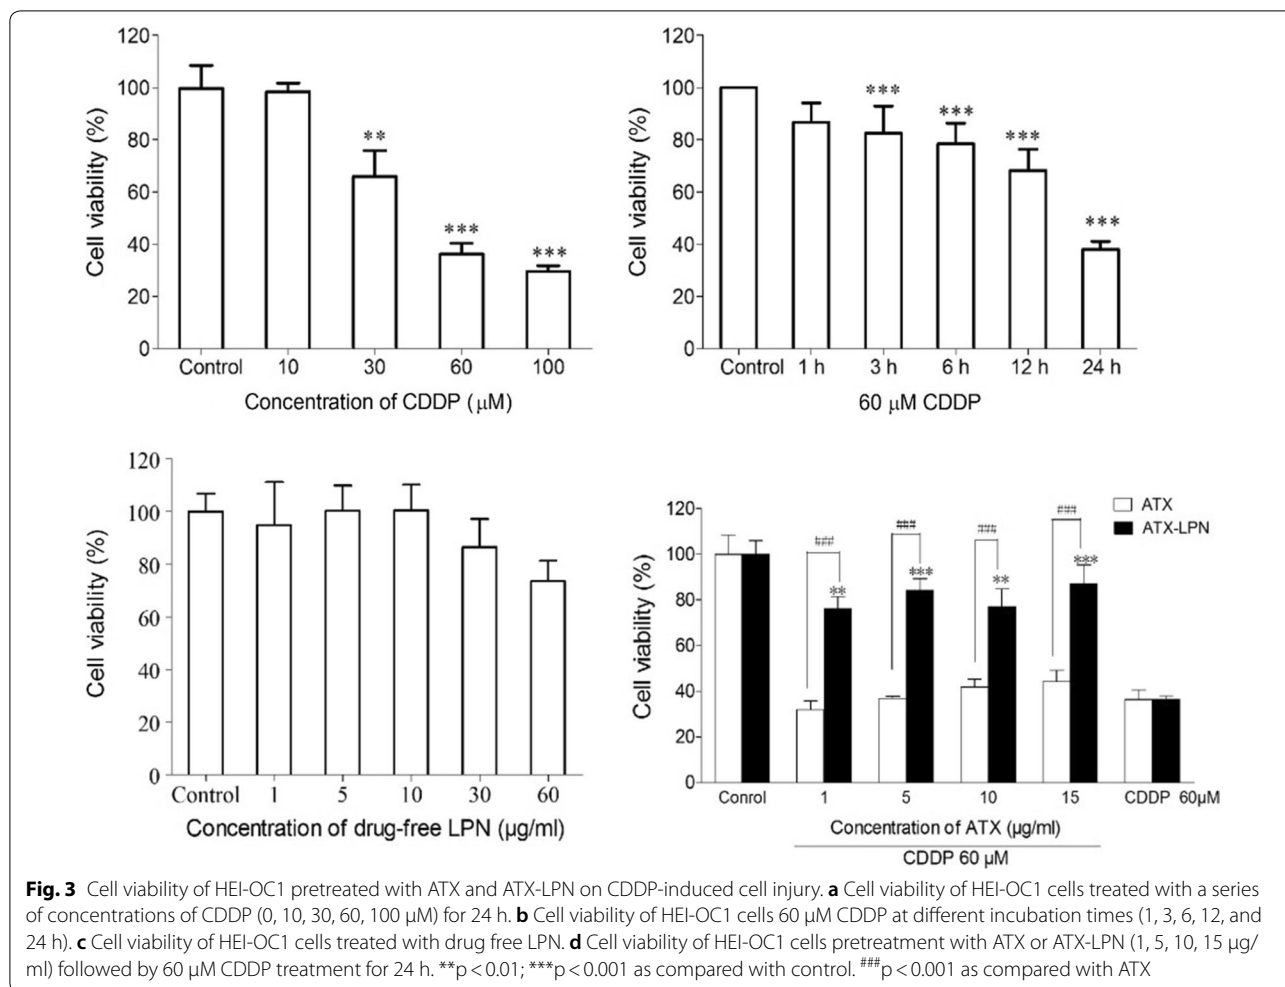 120
100
80
60
40
20
0
Cell viability (%)
**
***
***
Control 10 30 60 100
Concentration of CDDP (μM)
120
100
80
60
40
20
0
Cell viability (%)
***
***
***
***
Control 1 h 3 h 6 h 12 h 24 h
60 μM CDDP
120
100
80
60
40
20
0
Cell viability (%)
Control 1 5 10 30 60
Concentration of drug-free LPN (μg/ml)
120
100
80
60
40
20
0
Cell viability (%)
ATX
ATX-LPN
###
###
###
###
**
***
**
***
Conrol 1 5 10 15 CDDP 60μM
Concentration of ATX (μg/ml)
CDDP 60 μM
Fig. 3 Cell viability of HEI-OC1 pretreated with ATX and ATX-LPN on CDDP-induced cell injury. a Cell viability of HEI-OC1 cells treated with a series
of concentrations of CDDP (0, 10, 30, 60, 100 μM) for 24 h. b Cell viability of HEI-OC1 cells 60 μM CDDP at different incubation times (1, 3, 6, 12, and
24 h). c Cell viability of HEI-OC1 cells treated with drug free LPN. d Cell viability of HEI-OC1 cells pretreatment with ATX or ATX-LPN (1, 5, 10, 15 μg/
ml) followed by 60 μM CDDP treatment for 24 h. **p < 0.01; ***p < 0.001 as compared with control. ###p < 0.001 as compared with ATX